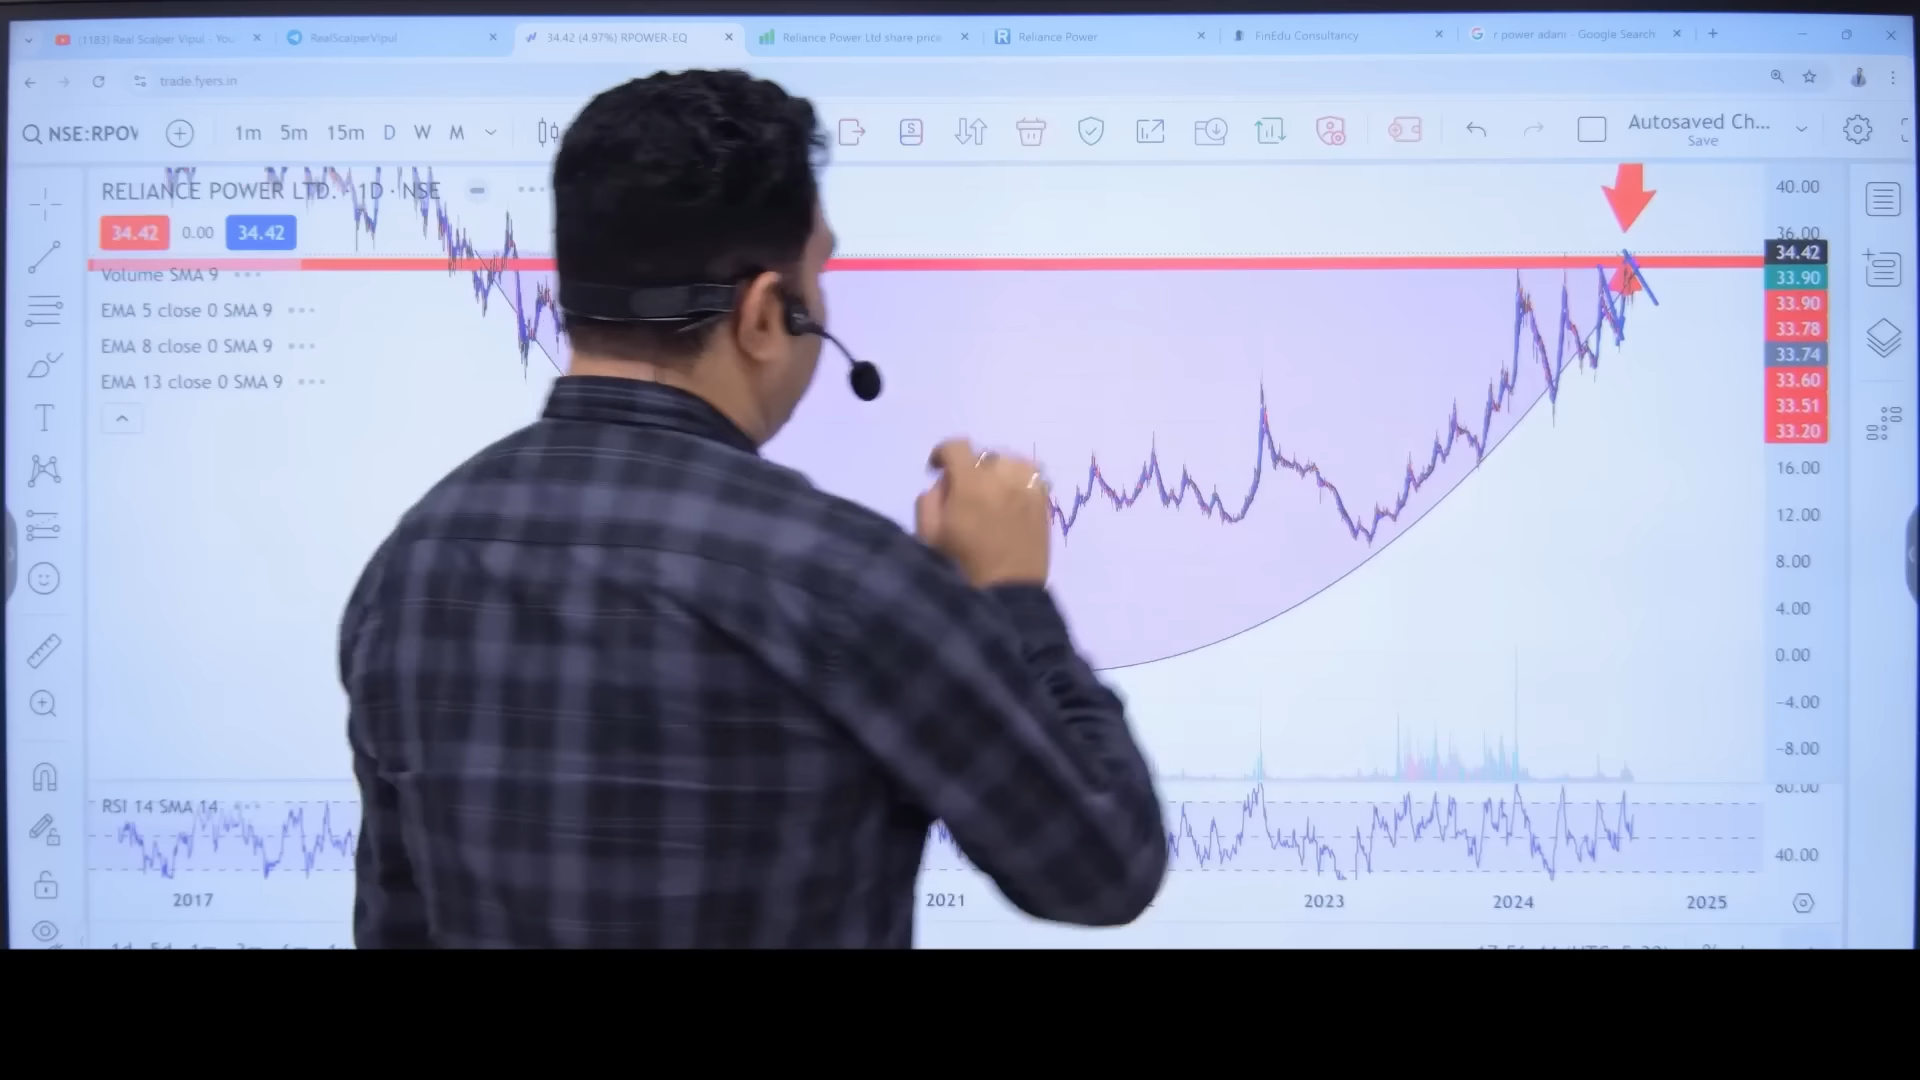 (1183) Real Scalper Vipul - You
RealScalperVipul
34.42 (4.97%) RPOWER-EQ
Reliance Power Ltd share price
Reliance Power
FinEdu Consultancy
r power adani - Google Search
trade.fyers.in
NSE:RPOW
1m 5m 15m D W M
Autosaved Ch...
Save
RELIANCE POWER LTD. · 1D · NSE
34.42 0.00 34.42
Volume SMA 9
EMA 5 close 0 SMA 9
EMA 8 close 0 SMA 9
EMA 13 close 0 SMA 9
40.00
36.00
34.42
33.90
33.90
33.78
33.74
33.60
33.51
33.20
16.00
12.00
8.00
4.00
0.00
-4.00
-8.00
80.00
RSI 14 SMA 14
40.00
2017 2021 2023 2024 2025